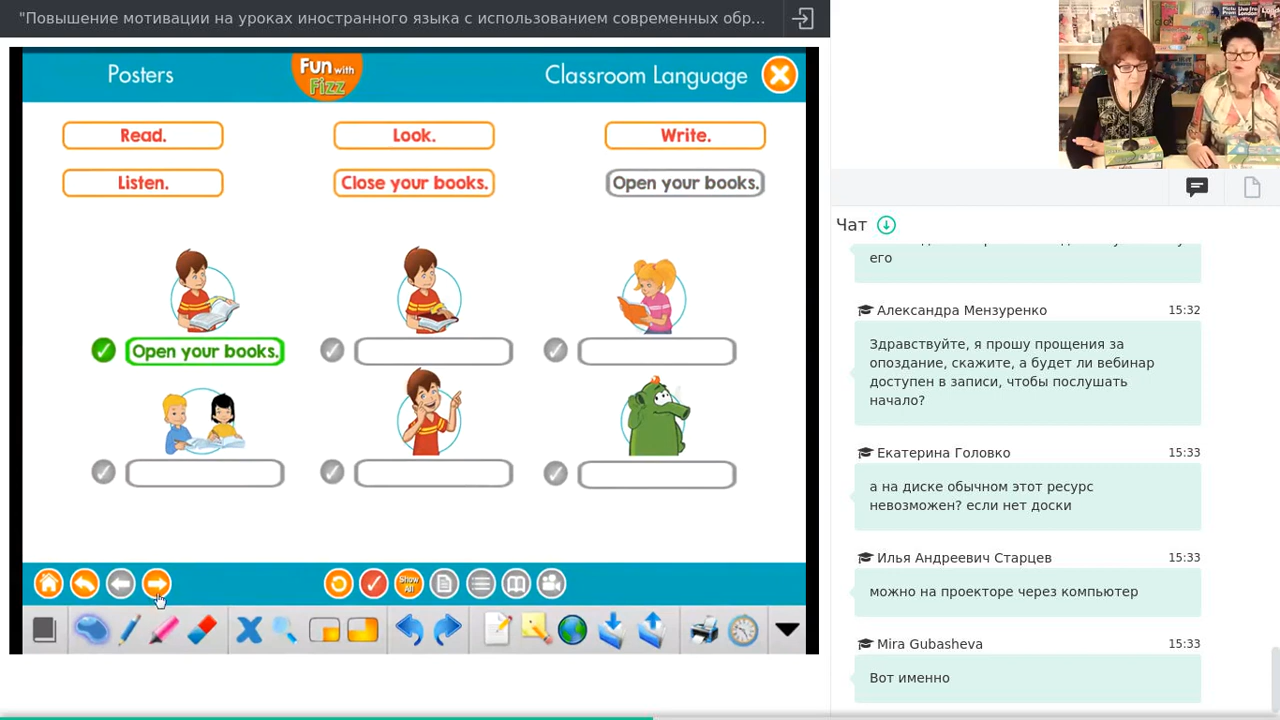 "Повышение мотивации на уроках иностранного языка с использованием современных обр...
Posters
Fun with
Fizz
Classroom Language
Read.
Look.
Write.
Listen.
Close your books.
Open your books.
Open your books.
Show
All
Чат
его
Александра Мензуренко 15:32
Здравствуйте, я прошу прощения за
опоздание, скажите, а будет ли вебинар
доступен в записи, чтобы послушать
начало?
Екатерина Головко 15:33
а на диске обычном этот ресурс
невозможен? если нет доски
Илья Андреевич Старцев 15:33
можно на проекторе через компьютер
Mira Gubasheva 15:33
Вот именно